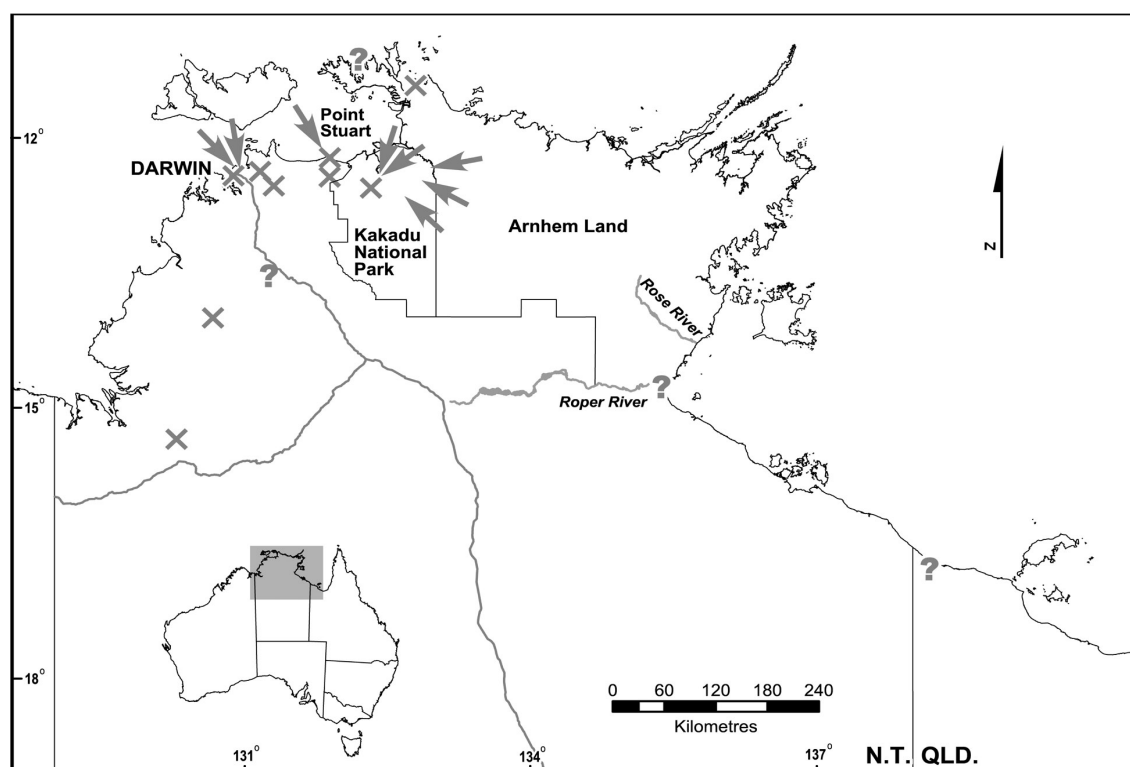 ?
12°
Point
Stuart
DARWIN
Kakadu
National
Park
Arnhem Land
N
?
Rose River
15°
Roper River
?
?
18°
0 60 120 180 240
Kilometres
131°
134°
137°
N.T. QLD.